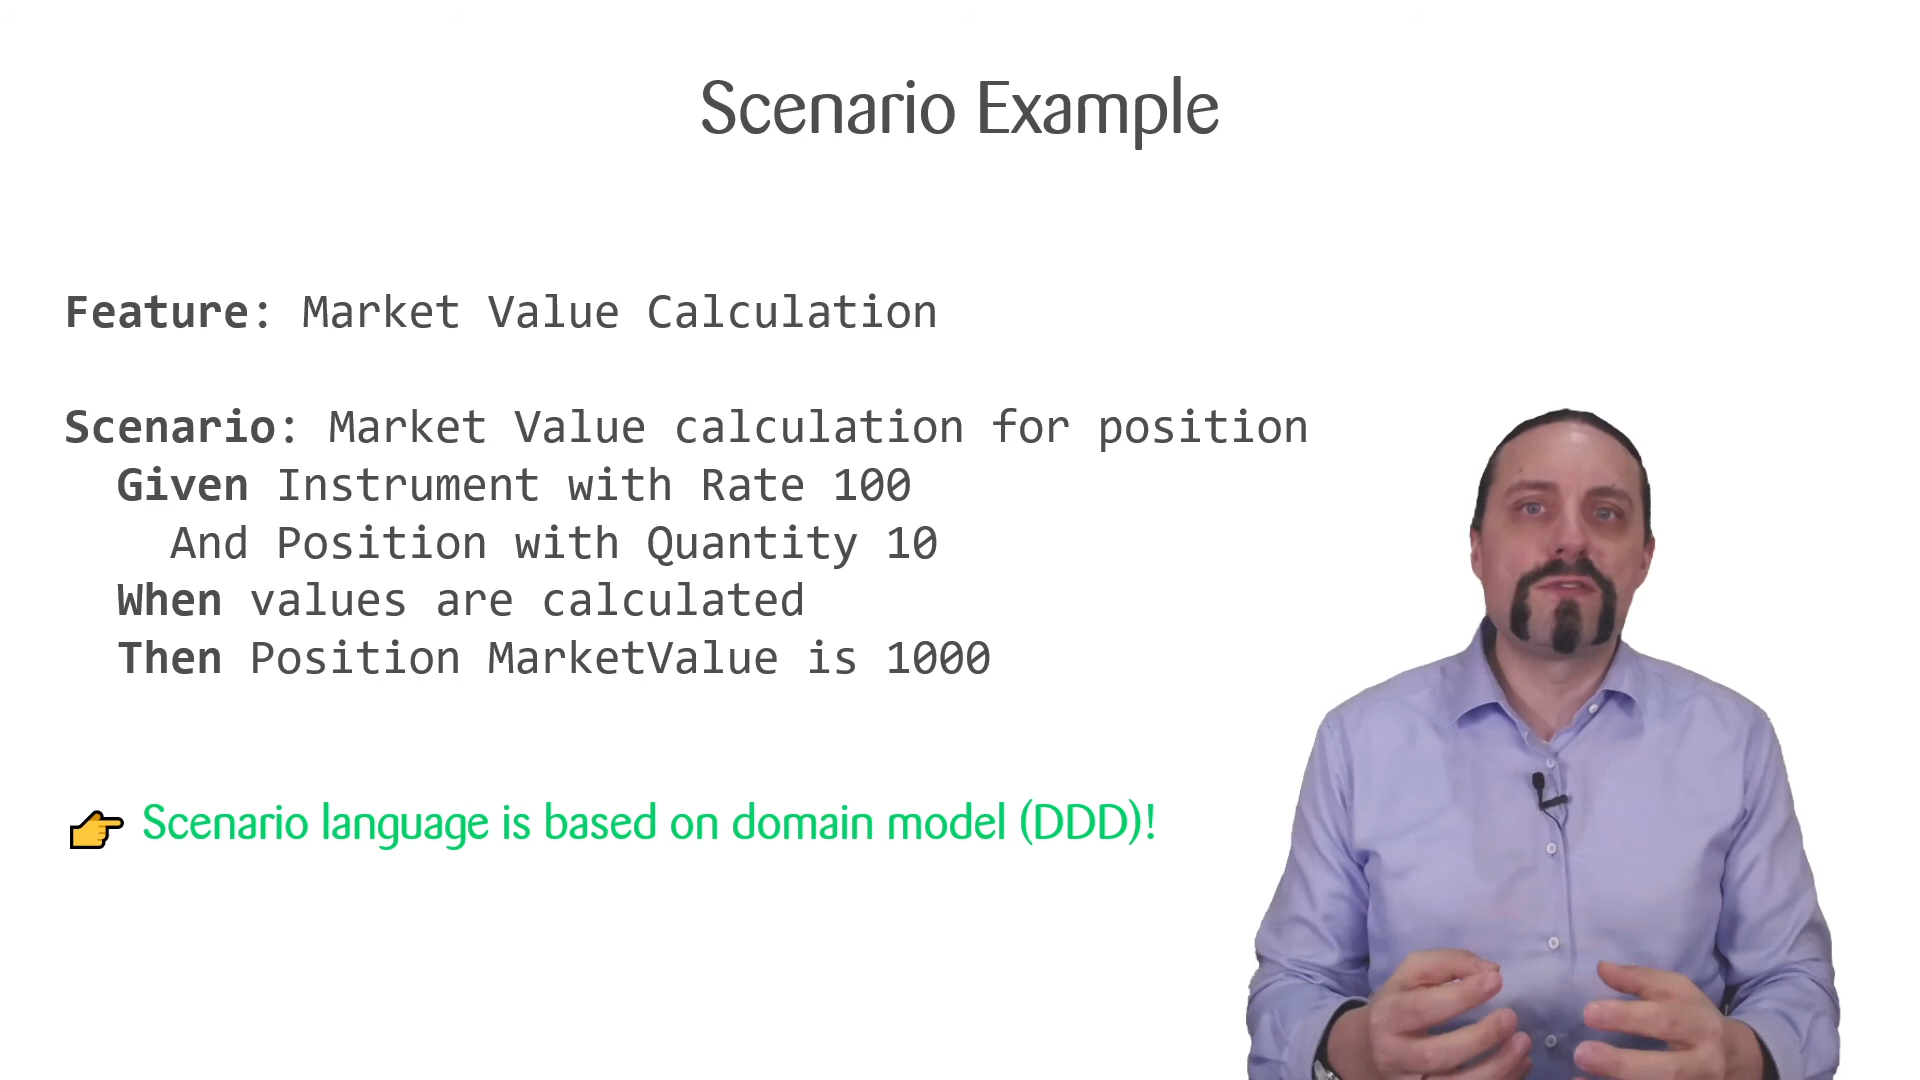 Scenario Example
Feature: Market Value Calculation
Scenario: Market Value calculation for position
Given Instrument with Rate 100
And Position with Quantity 10
When values are calculated
Then Position MarketValue is 1000
👉 Scenario language is based on domain model (DDD)!